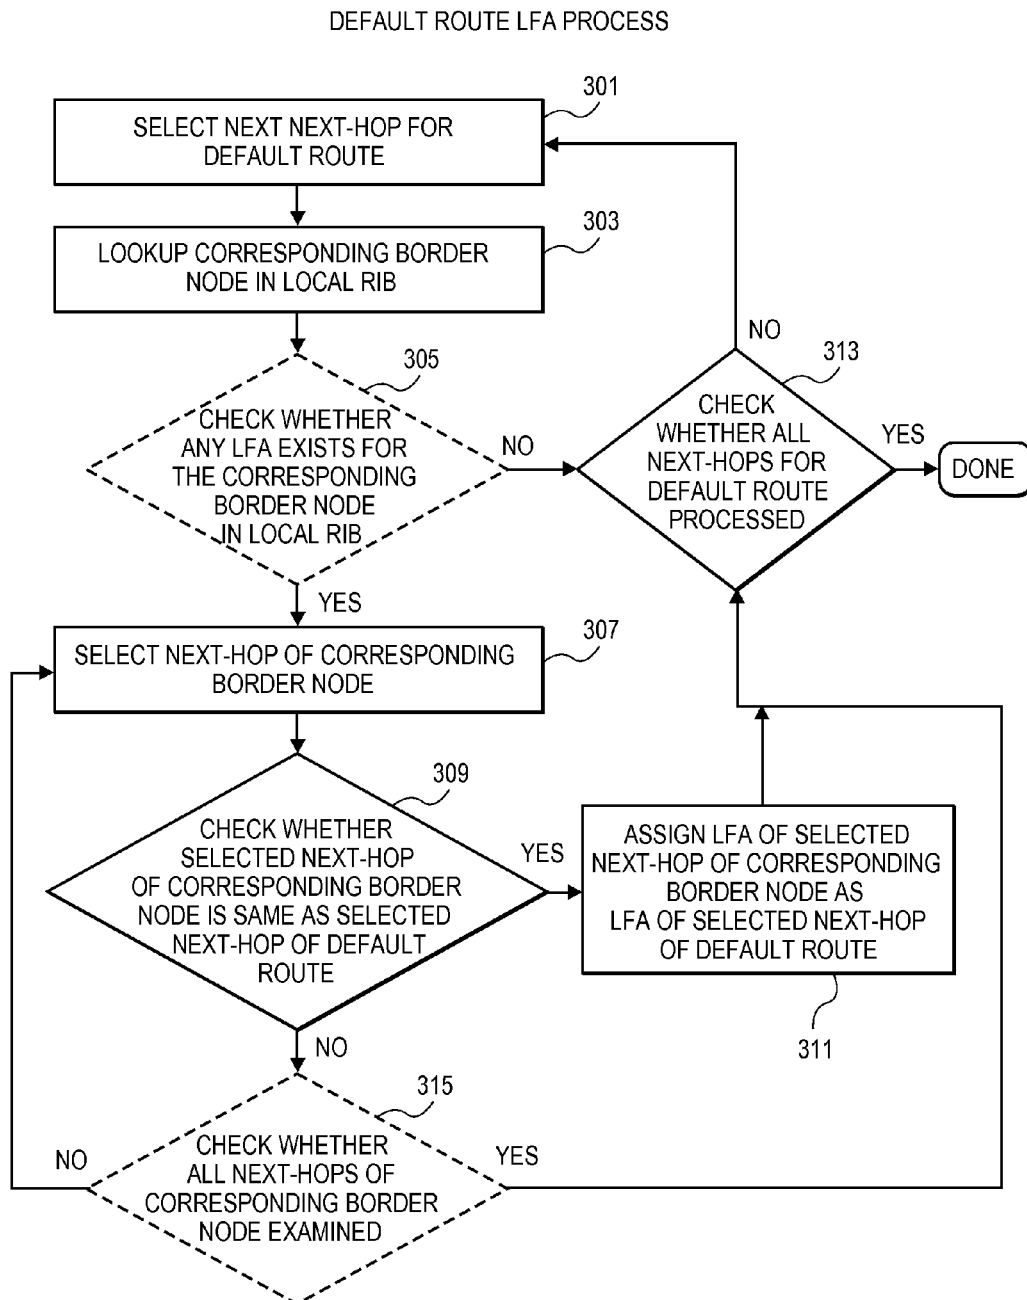 DEFAULT ROUTE LFA PROCESS
301
SELECT NEXT NEXT-HOP FOR
DEFAULT ROUTE
303
LOOKUP CORRESPONDING BORDER
NODE IN LOCAL RIB
305
CHECK WHETHER
ANY LFA EXISTS FOR
THE CORRESPONDING
BORDER NODE
IN LOCAL RIB
NO
YES
NO
313
CHECK
WHETHER ALL
NEXT-HOPS FOR
DEFAULT ROUTE
PROCESSED
YES
DONE
307
SELECT NEXT-HOP OF CORRESPONDING
BORDER NODE
309
CHECK WHETHER
SELECTED NEXT-HOP
OF CORRESPONDING BORDER
NODE IS SAME AS SELECTED
NEXT-HOP OF DEFAULT
ROUTE
YES
NO
ASSIGN LFA OF SELECTED
NEXT-HOP OF CORRESPONDING
BORDER NODE AS
LFA OF SELECTED NEXT-HOP
OF DEFAULT ROUTE
311
315
CHECK WHETHER
ALL NEXT-HOPS OF
CORRESPONDING BORDER
NODE EXAMINED
NO
YES